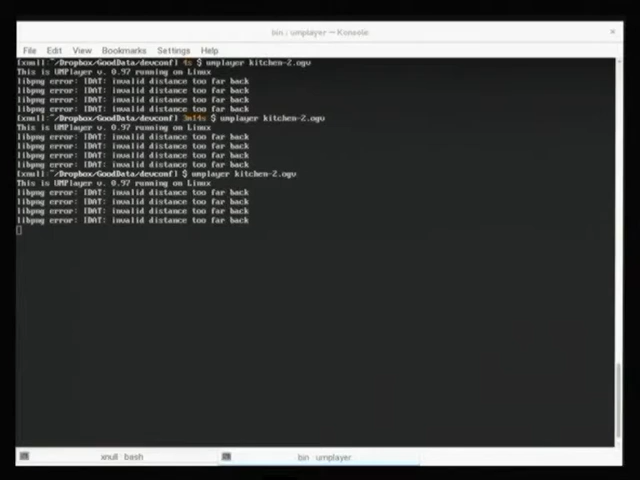 bin : umplayer — Konsole
File Edit View Bookmarks Settings Help
[xnull:~/Dropbox/GoodData/devconf] 4s $ umplayer kitchen-2.ogv
This is UMPlayer v. 0.97 running on Linux
libpng error: IDAT: invalid distance too far back
libpng error: IDAT: invalid distance too far back
libpng error: IDAT: invalid distance too far back
libpng error: IDAT: invalid distance too far back
[xnull:~/Dropbox/GoodData/devconf] 3m14s $ umplayer kitchen-2.ogv
This is UMPlayer v. 0.97 running on Linux
libpng error: IDAT: invalid distance too far back
libpng error: IDAT: invalid distance too far back
libpng error: IDAT: invalid distance too far back
libpng error: IDAT: invalid distance too far back
[xnull:~/Dropbox/GoodData/devconf] $ umplayer kitchen-2.ogv
This is UMPlayer v. 0.97 running on Linux
libpng error: IDAT: invalid distance too far back
libpng error: IDAT: invalid distance too far back
libpng error: IDAT: invalid distance too far back
libpng error: IDAT: invalid distance too far back
xnull : bash
bin : umplayer